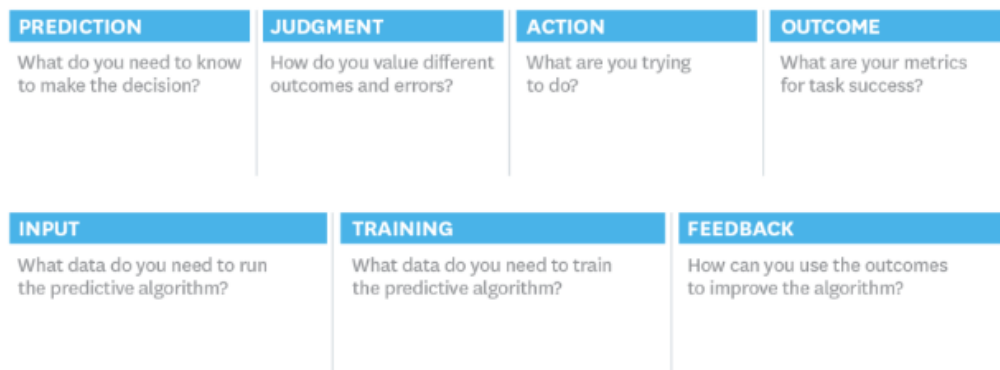 PREDICTION
What do you need to know
to make the decision?
JUDGMENT
How do you value different
outcomes and errors?
ACTION
What are you trying
to do?
OUTCOME
What are your metrics
for task success?
INPUT
What data do you need to run
the predictive algorithm?
TRAINING
What data do you need to train
the predictive algorithm?
FEEDBACK
How can you use the outcomes
to improve the algorithm?